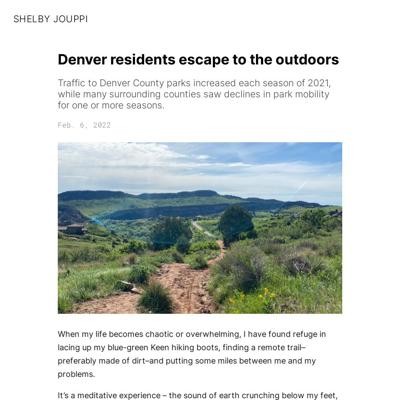 SHELBY JOUPPI
Denver residents escape to the outdoors
Traffic to Denver County parks increased each season of 2021,
while many surrounding counties saw declines in park mobility
for one or more seasons.
Feb. 6, 2022
When my life becomes chaotic or overwhelming, I have found refuge in
lacing up my blue-green Keen hiking boots, finding a remote trail–
preferably made of dirt–and putting some miles between me and my
problems.
It's a meditative experience – the sound of earth crunching below my feet,